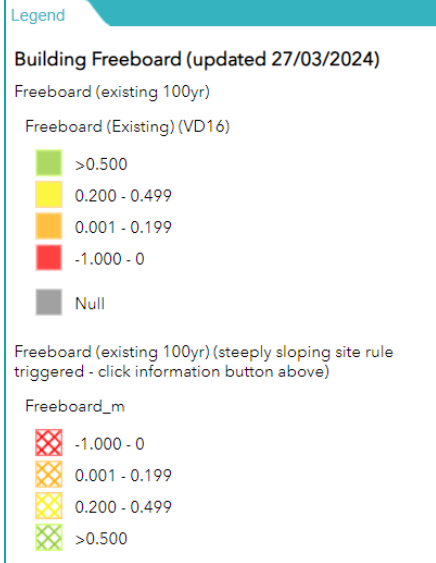 Legend
Building Freeboard (updated 27/03/2024)
Freeboard (existing 100yr)
Freeboard (Existing) (VD16)
>0.500
0.200 - 0.499
0.001 - 0.199
-1.000 - 0
Null
Freeboard (existing 100yr) (steeply sloping site rule
triggered - click information button above)
Freeboard_m
-1.000 - 0
0.001 - 0.199
0.200 - 0.499
>0.500